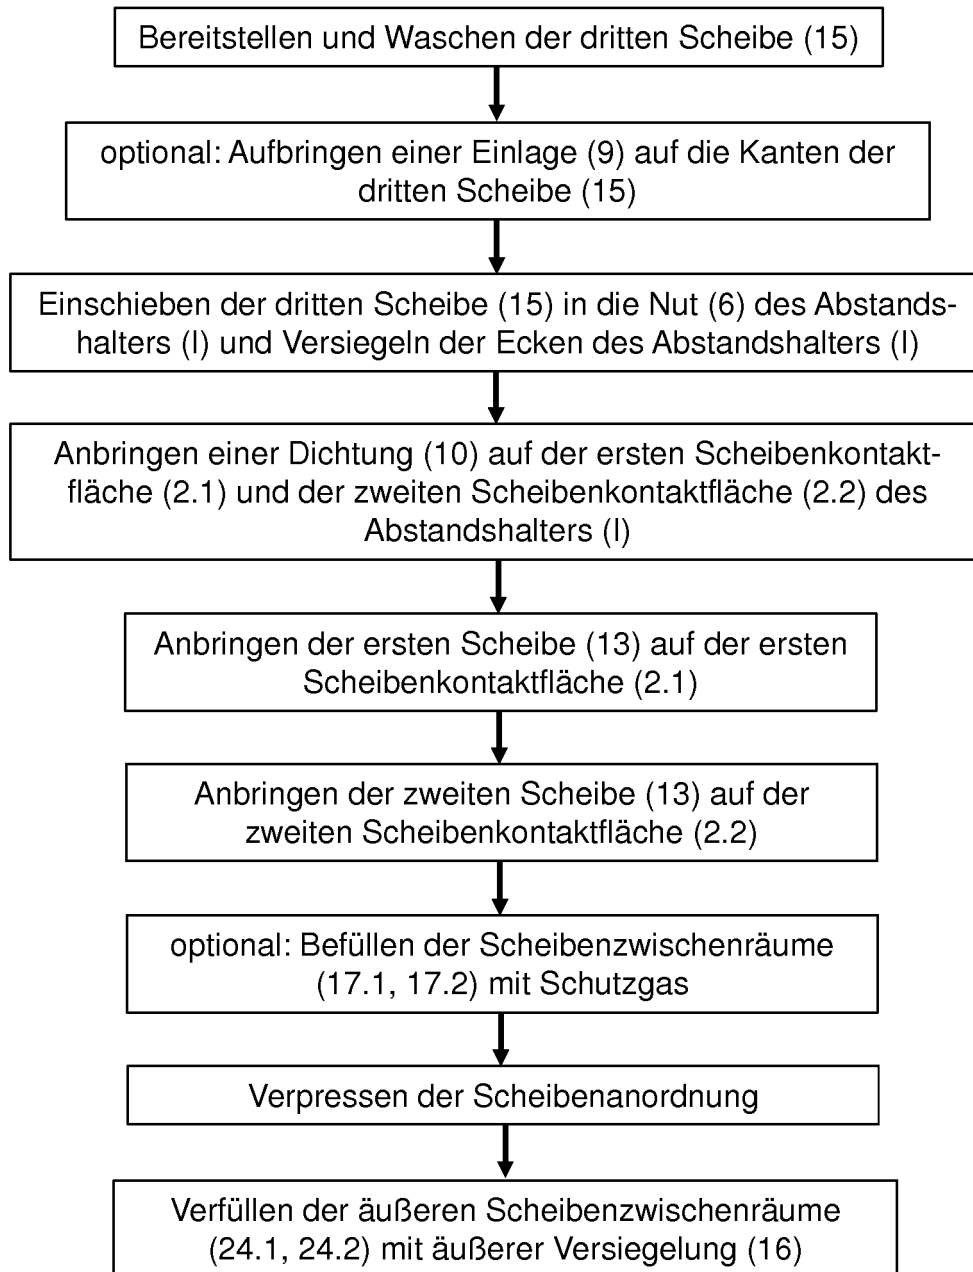 Bereitstellen und Waschen der dritten Scheibe (15)
optional: Aufbringen einer Einlage (9) auf die Kanten der
dritten Scheibe (15)
Einschieben der dritten Scheibe (15) in die Nut (6) des Abstands-
halters (I) und Versiegeln der Ecken des Abstandshalters (I)
Anbringen einer Dichtung (10) auf der ersten Scheibenkontakt-
fläche (2.1) und der zweiten Scheibenkontaktfläche (2.2) des
Abstandshalters (I)
Anbringen der ersten Scheibe (13) auf der ersten
Scheibenkontaktfläche (2.1)
Anbringen der zweiten Scheibe (13) auf der
zweiten Scheibenkontaktfläche (2.2)
optional: Befüllen der Scheibenzwischenräume
(17.1, 17.2) mit Schutzgas
Verpressen der Scheibenanordnung
Verfüllen der äußeren Scheibenzwischenräume
(24.1, 24.2) mit äußerer Versiegelung (16)